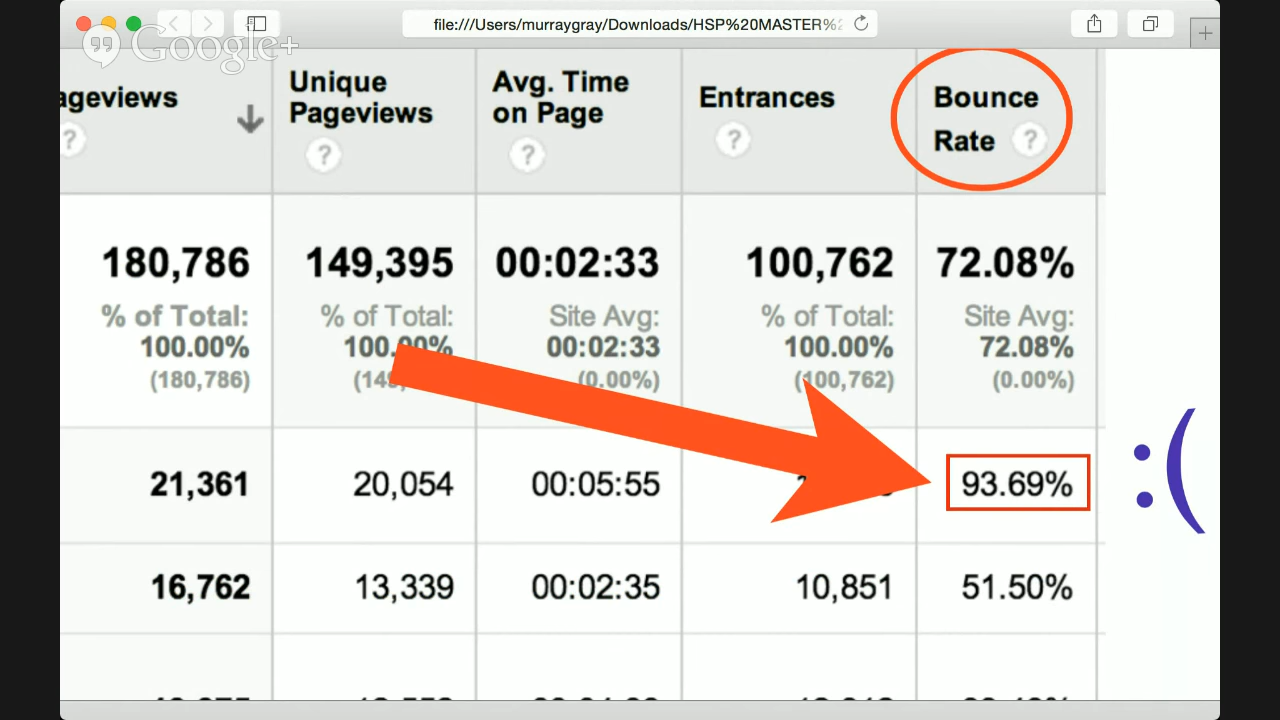 file:///Users/murraygray/Downloads/HSP%20MASTER%2
Google+
ageviews
Unique
Pageviews
Avg. Time
on Page
Entrances
Bounce
Rate
?
?
?
?
?
180,786
149,395
00:02:33
100,762
72.08%
% of Total:
% of Total:
Site Avg:
% of Total:
Site Avg:
100.00%
100.00%
00:02:33
100.00%
72.08%
(180,786)
(0.00%)
(100,762)
(0.00%)
21,361
20,054
00:05:55
93.69%
:(
16,762
13,339
00:02:35
10,851
51.50%